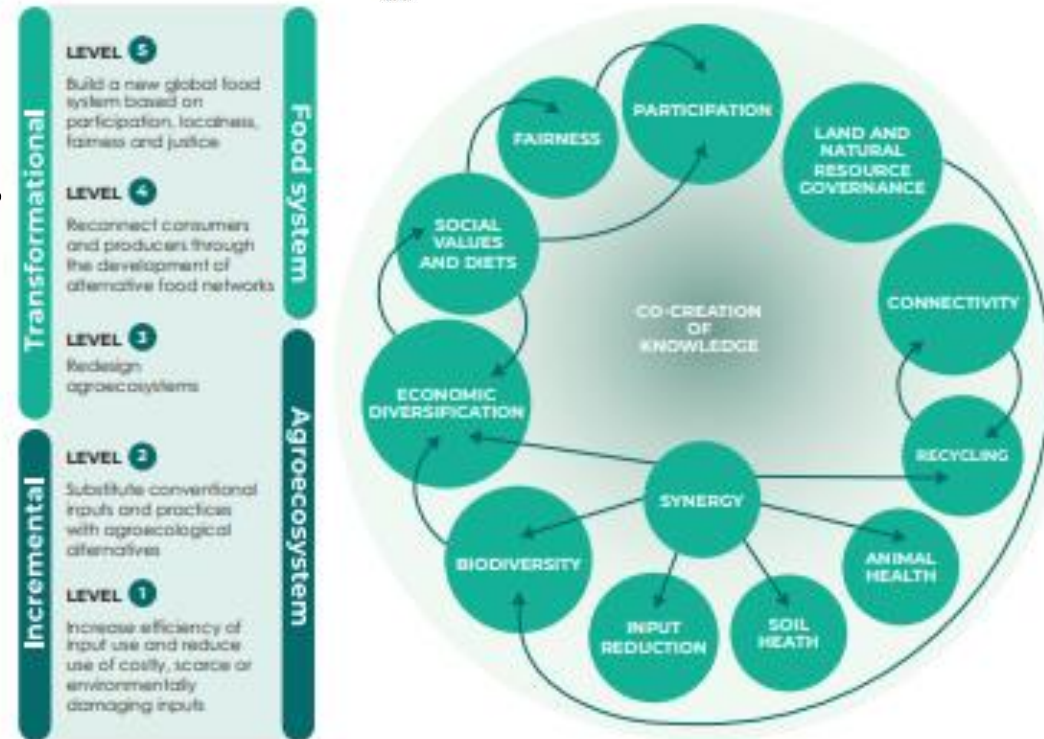 Transformational
Incremental
LEVEL 5
Build a new global food
system based on
participation, localness,
fairness and justice
LEVEL 4
Reconnect consumers
and producers through
the development of
alternative food networks
LEVEL 3
Redesign
agroecosystems
LEVEL 2
Substitute conventional
inputs and practices
with agroecological
alternatives
LEVEL 1
Increase efficiency of
input use and reduce
use of costly, scarce or
environmentally
damaging inputs
Food system
Agroecosystem
PARTICIPATION
FAIRNESS
LAND AND
NATURAL
RESOURCE
GOVERNANCE
SOCIAL
VALUES
AND DIETS
CONNECTIVITY
CO-CREATION
OF
KNOWLEDGE
ECONOMIC
DIVERSIFICATION
RECYCLING
SYNERGY
BIODIVERSITY
ANIMAL
HEALTH
INPUT
REDUCTION
SOIL
HEATH